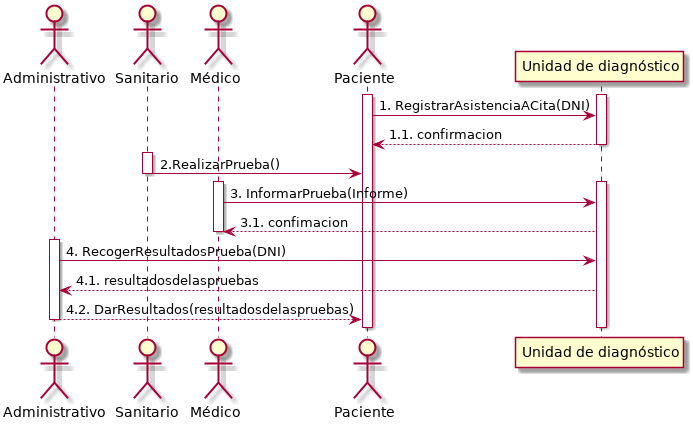 Administrativo Sanitario Médico Paciente Unidad de diagnóstico
1. RegistrarAsistenciaACita(DNI)
1.1. confirmacion
2.RealizarPrueba()
3. InformarPrueba(Informe)
3.1. confimacion
4. RecogerResultadosPrueba(DNI)
4.1. resultadosdelaspruebas
4.2. DarResultados(resultadosdelaspruebas)
Administrativo Sanitario Médico Paciente Unidad de diagnóstico